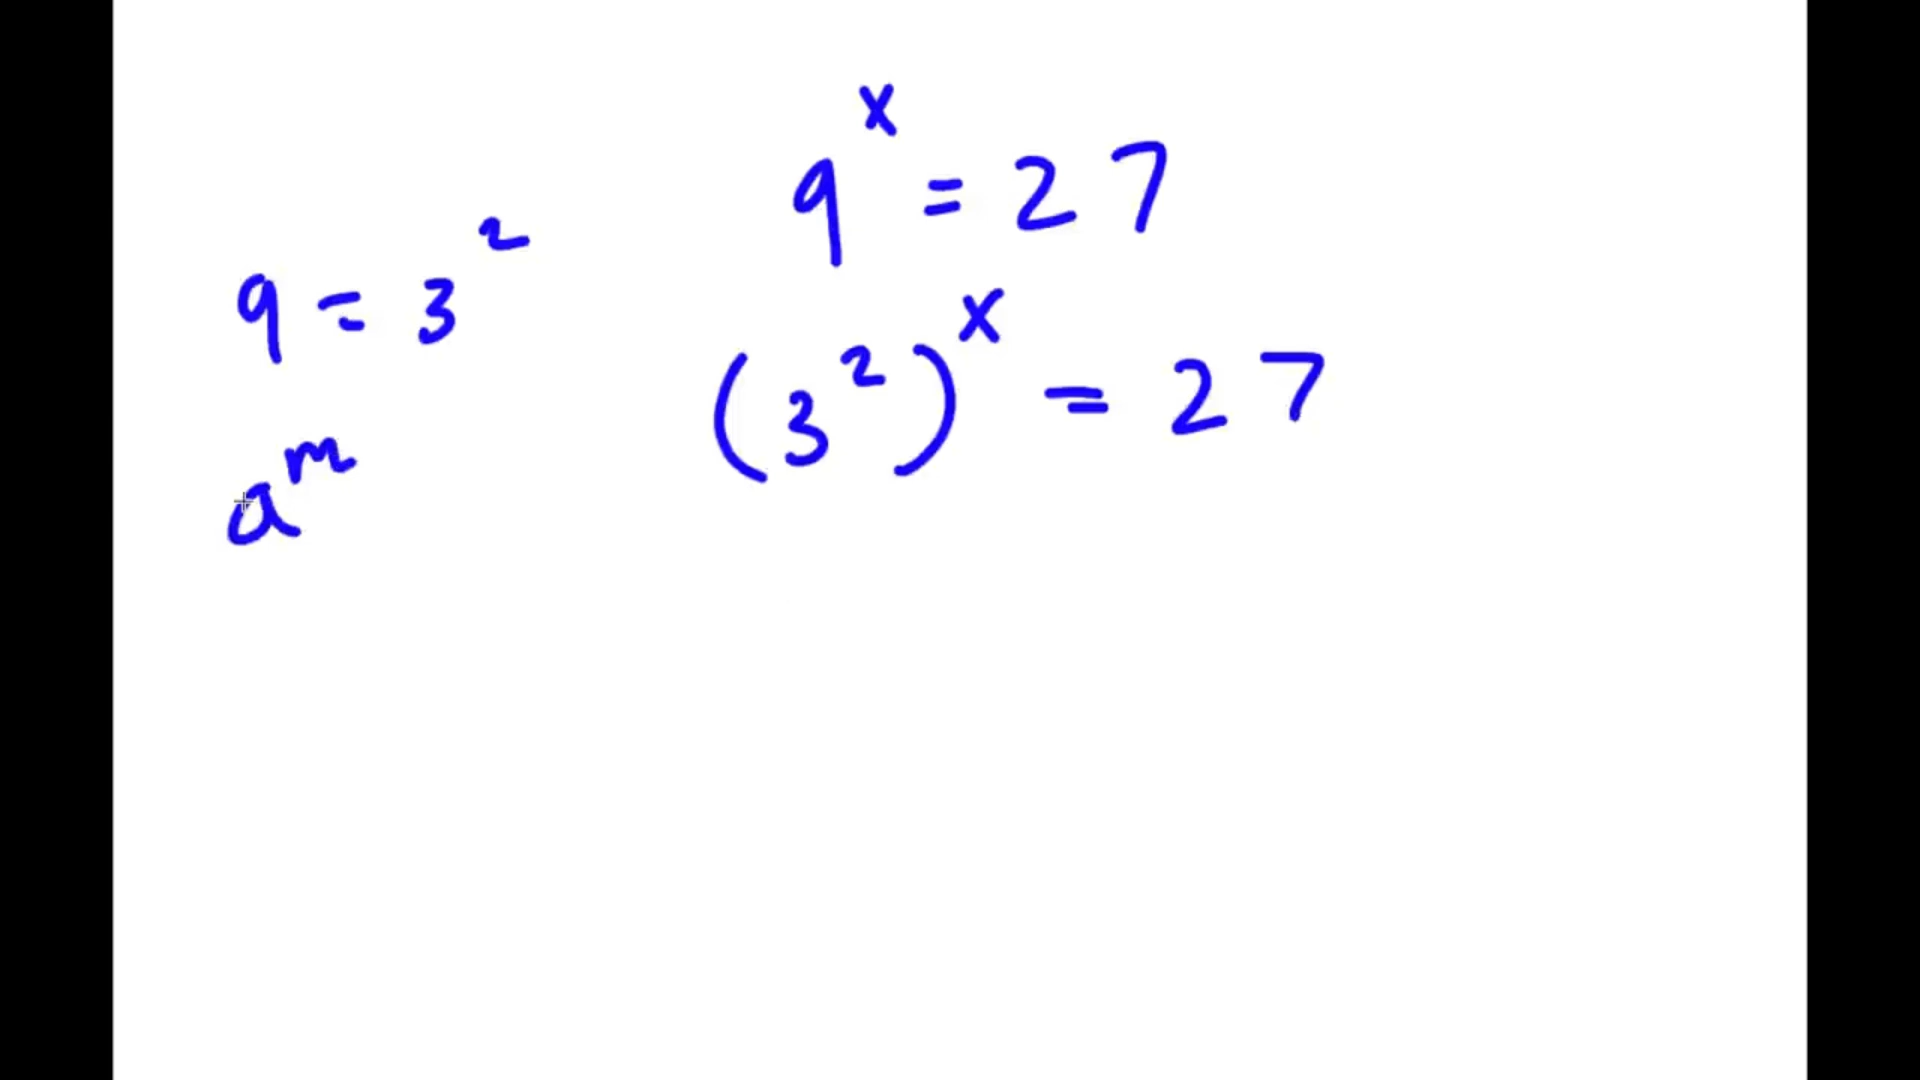 9^x = 27
9 = 3^2
(3^2)^x = 27
a^m